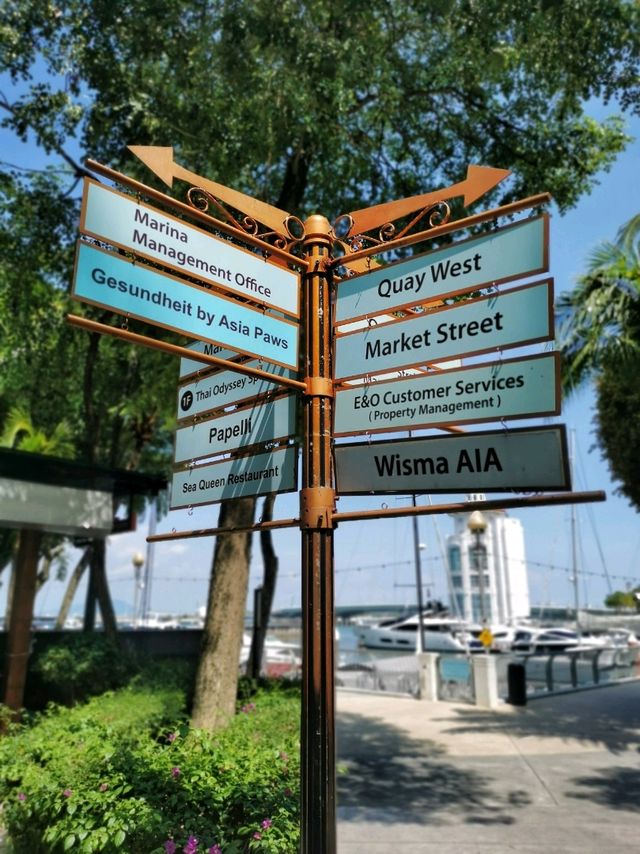 Marina
Management Office
Gesundheit by Asia Paws
1F Thai Odyssey
Papelli
Sea Queen Restaurant
Quay West
Market Street
E&O Customer Services
( Property Management )
Wisma AIA